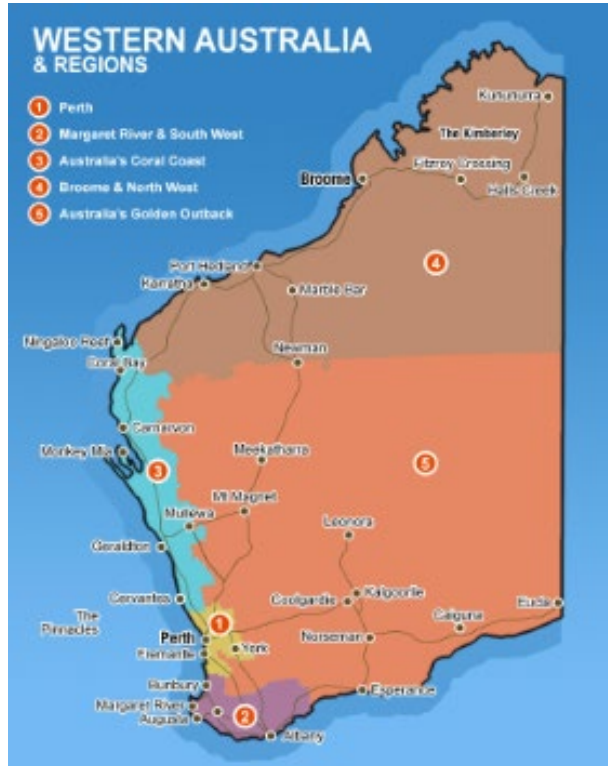 WESTERN AUSTRALIA
& REGIONS
1 Perth
2 Margaret River & South West
3 Australia's Coral Coast
4 Broome & North West
5 Australia's Golden Outback
Kununurra
The Kimberley
Fitzroy Crossing
Broome
Halls Creek
4
Port Hedland
Karratha
Marble Bar
Ningaloo Reef
Newman
Coral Bay
Carnarvon
Monkey Mia
Meekatharra
3
5
Mt Magnet
Mullewa
Leonora
Geraldton
Kalgoorlie
Cervantes
Coolgardie
Eucla
The
Pinnacles
1
Caiguna
Perth
Norseman
York
Fremantle
Bunbury
Esperance
Margaret River
2
Augusta
Albany